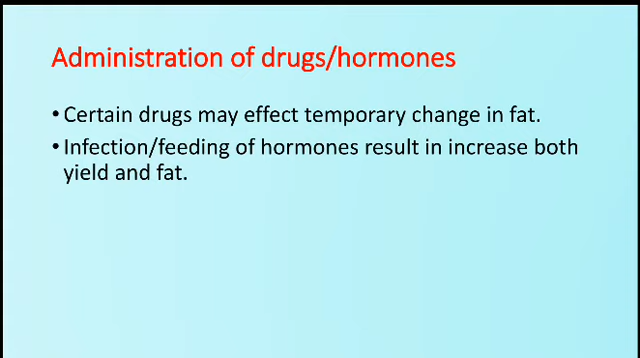 Administration of drugs/hormones
• Certain drugs may effect temporary change in fat.
• Infection/feeding of hormones result in increase both
yield and fat.